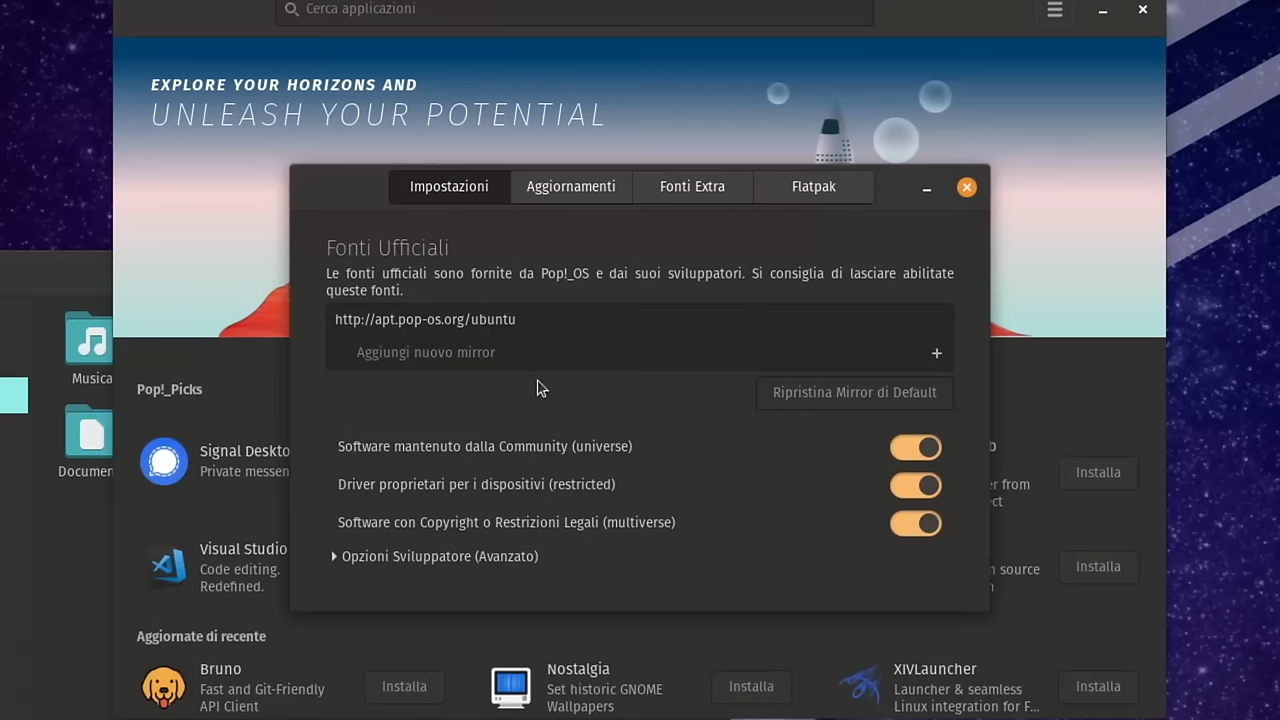 Cerca applicazioni
EXPLORE YOUR HORIZONS AND
UNLEASH YOUR POTENTIAL
Impostazioni
Aggiornamenti
Fonti Extra
Flatpak
Fonti Ufficiali
Le fonti ufficiali sono fornite da Pop!_OS e dai suoi sviluppatori. Si consiglia di lasciare abilitate
queste fonti.
http://apt.pop-os.org/ubuntu
Aggiungi nuovo mirror
+
Ripristina Mirror di Default
Software mantenuto dalla Community (universe)
Driver proprietari per i dispositivi (restricted)
Software con Copyright o Restrizioni Legali (multiverse)
Opzioni Sviluppatore (Avanzato)
Musica
Documen
Pop!_Picks
Signal Deskto
Private messen
b
er from
ct
Installa
Visual Studio
Code editing.
Redefined.
n source
n
Installa
Aggiornate di recente
Bruno
Fast and Git-Friendly
API Client
Installa
Nostalgia
Set historic GNOME
Wallpapers
Installa
XIVLauncher
Launcher & seamless
Linux integration for F...
Installa